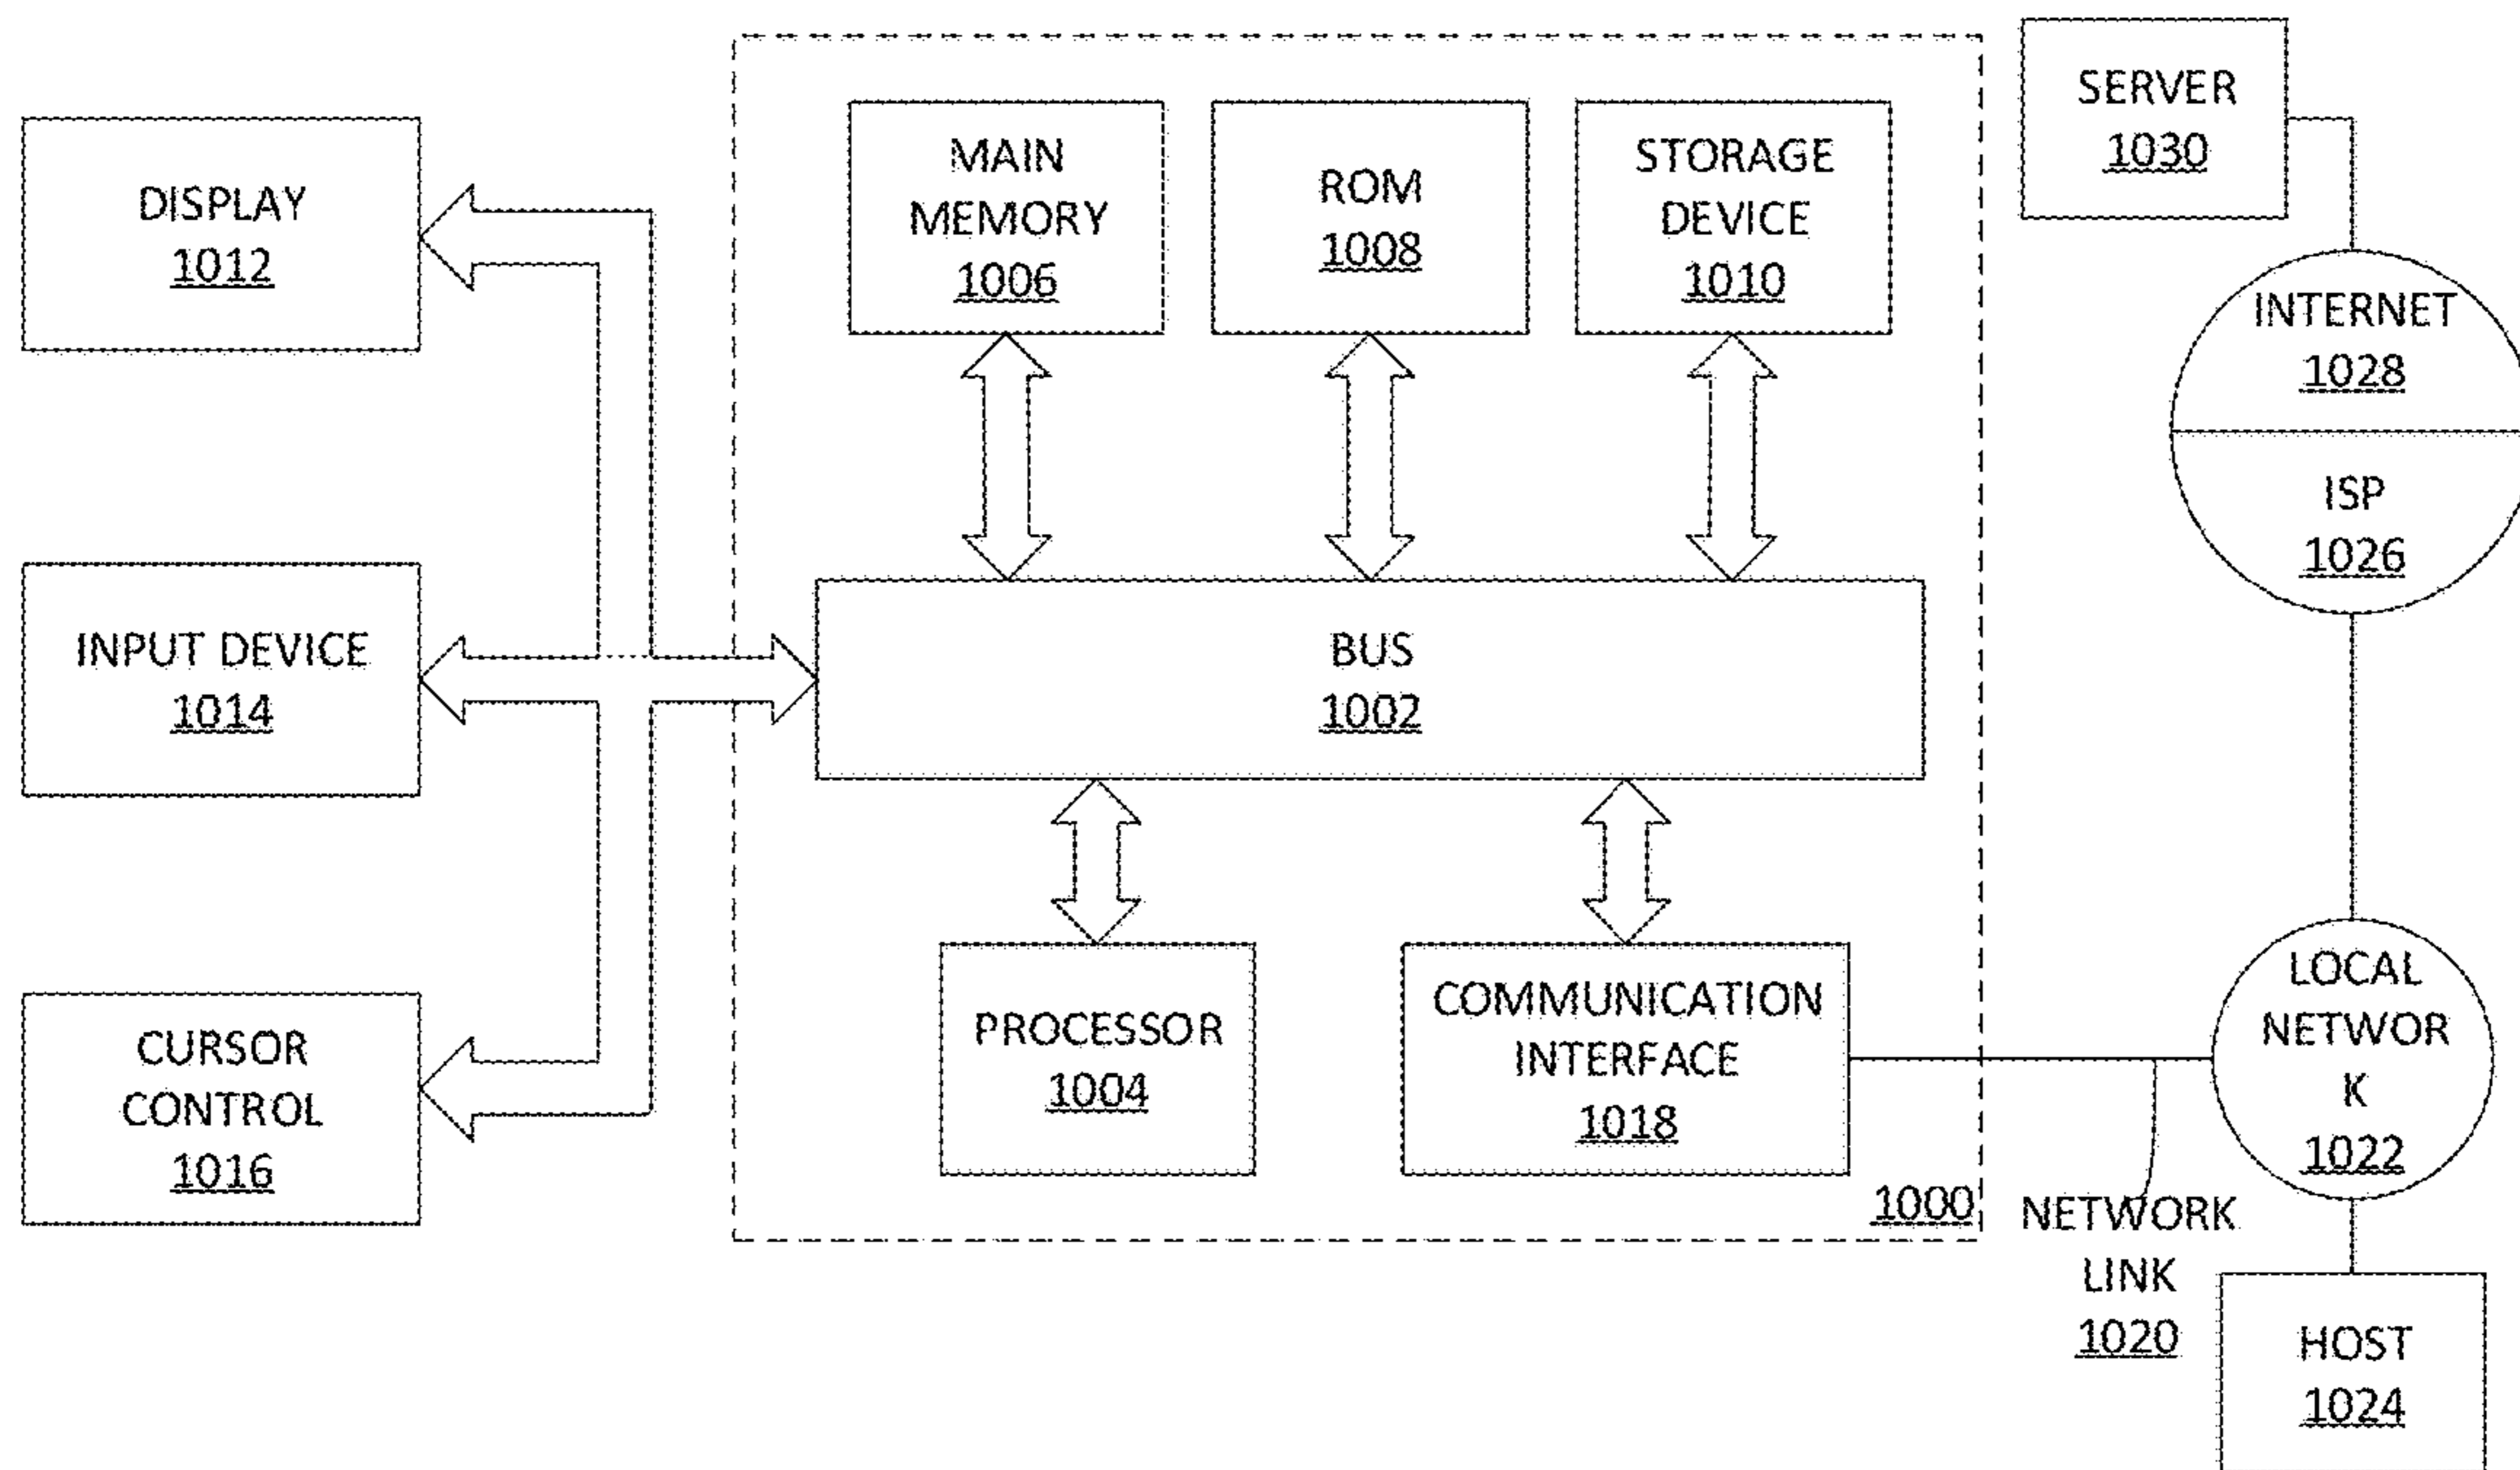 DISPLAY
1012
INPUT DEVICE
1014
CURSOR
CONTROL
1016
MAIN
MEMORY
1006
ROM
1008
STORAGE
DEVICE
1010
BUS
1002
PROCESSOR
1004
COMMUNICATION
INTERFACE
1018
1000
SERVER
1030
INTERNET
1028
ISP
1026
LOCAL
NETWOR
K
1022
NETWORK
LINK
1020
HOST
1024